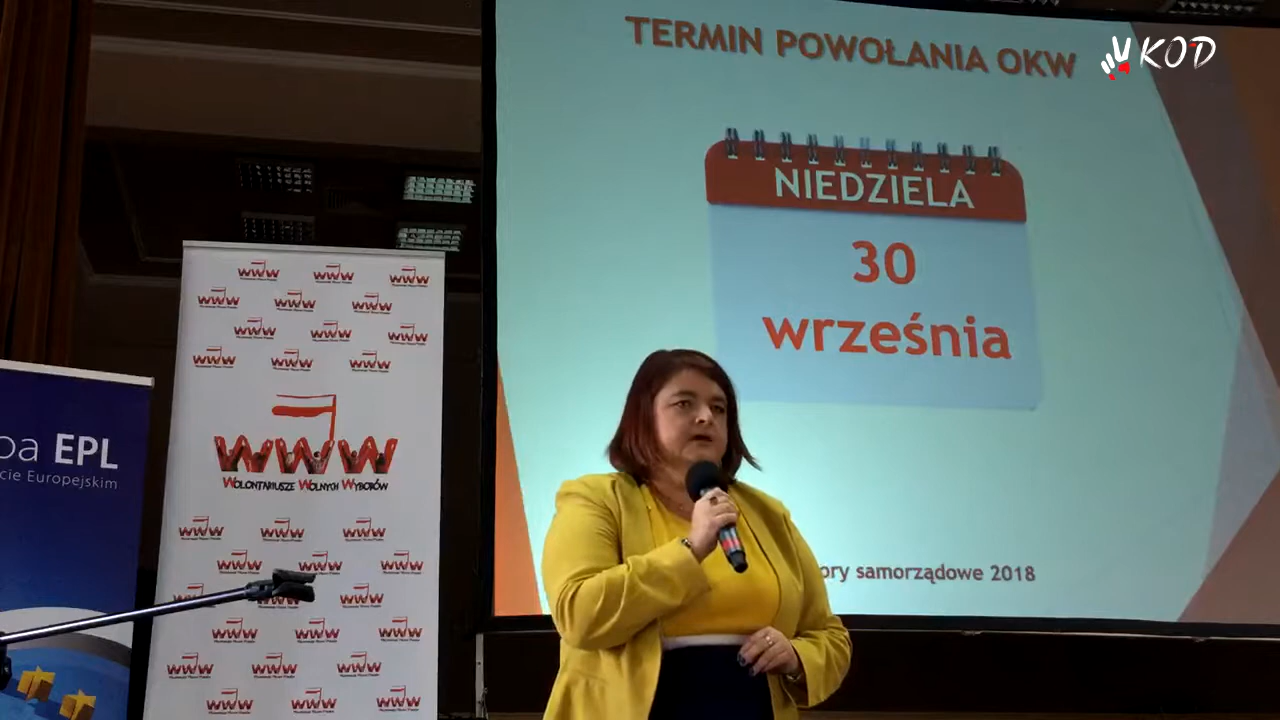 TERMIN POWOŁANIA OKW
KOD
NIEDZIELA
30
września
ory samorządowe 2018
WWW
WOLONTARIUSZE WOLNYCH WYBORÓW
pa EPL
cie Europejskim